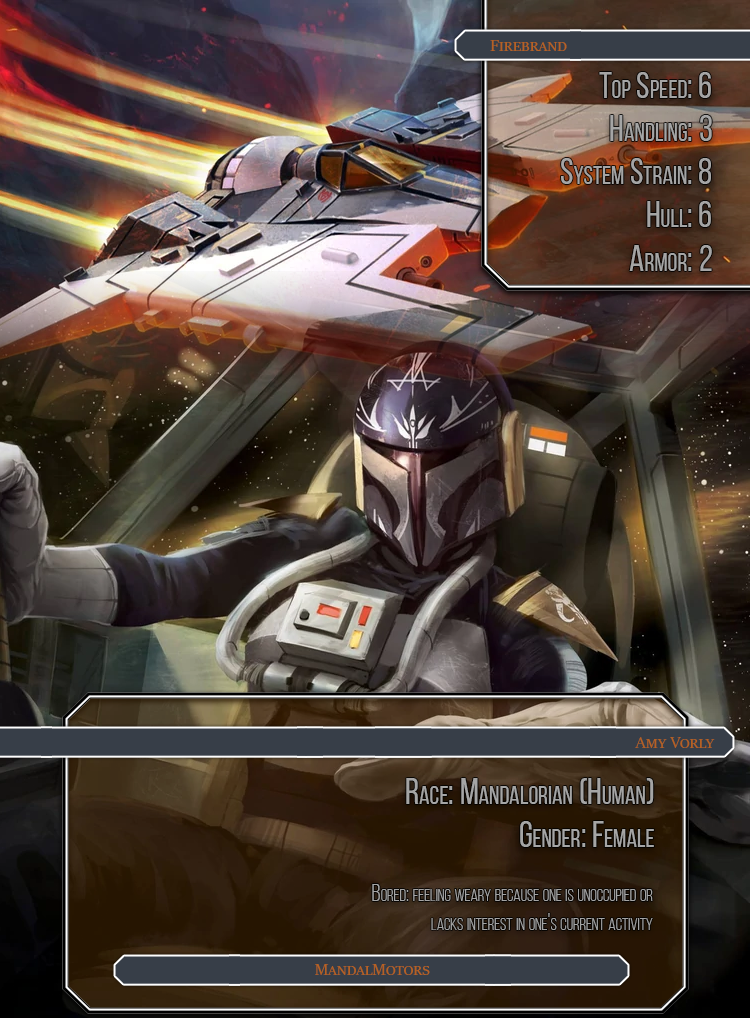 Firebrand
Top Speed: 6
Handling: 3
System Strain: 8
Hull: 6
Armor: 2
Amy Vorly
Race: Mandalorian (Human)
Gender: Female
Bored: feeling weary because one is unoccupied or
lacks interest in one's current activity
MandalMotors